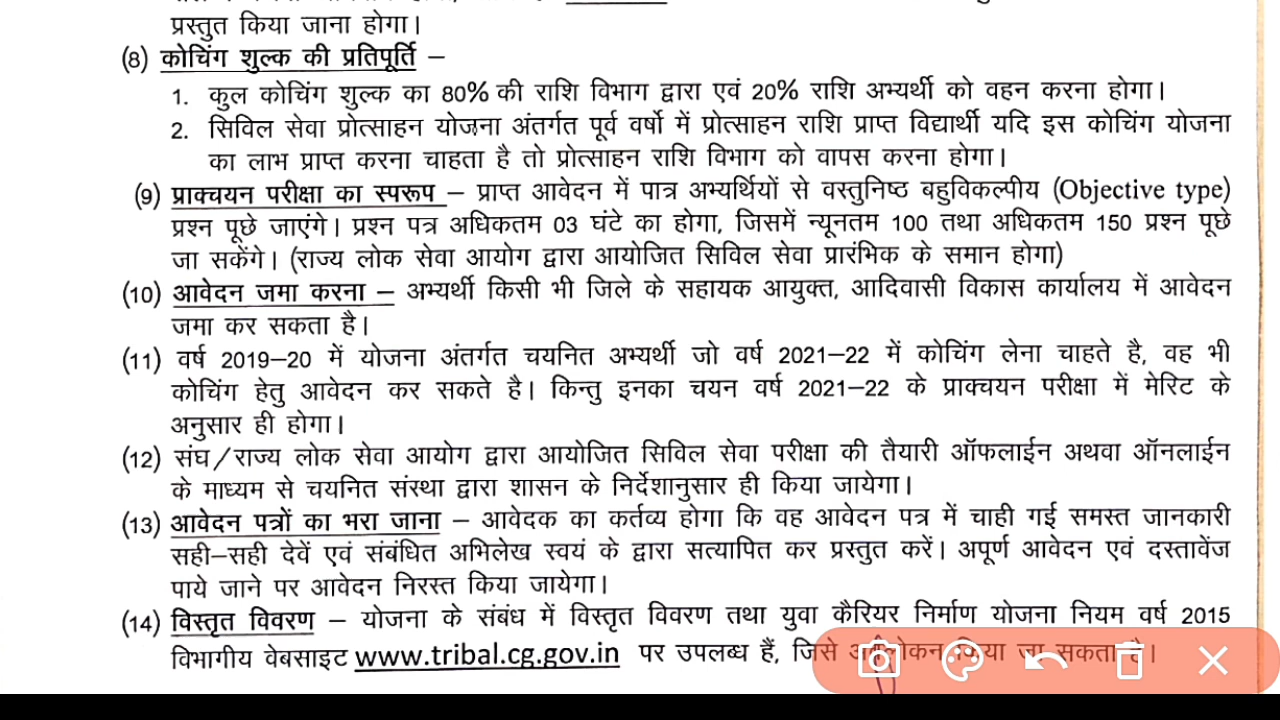 प्रस्तुत किया जाना होगा।
(8) कोचिंग शुल्क की प्रतिपूर्ति –
1. कुल कोचिंग शुल्क का 80% की राशि विभाग द्वारा एवं 20% राशि अभ्यर्थी को वहन करना होगा।
2. सिविल सेवा प्रोत्साहन योजना अंतर्गत पूर्व वर्षो में प्रोत्साहन राशि प्राप्त विद्यार्थी यदि इस कोचिंग योजना
का लाभ प्राप्त करना चाहता है तो प्रोत्साहन राशि विभाग को वापस करना होगा।
(9) प्राक्चयन परीक्षा का स्परूप – प्राप्त आवेदन में पात्र अभ्यर्थियों से वस्तुनिष्ठ बहुविकल्पीय (Objective type)
प्रश्न पूछे जाएंगे। प्रश्न पत्र अधिकतम 03 घंटे का होगा, जिसमें न्यूनतम 100 तथा अधिकतम 150 प्रश्न पूछे
जा सकेंगे। (राज्य लोक सेवा आयोग द्वारा आयोजित सिविल सेवा प्रारंभिक के समान होगा)
(10) आवेदन जमा करना – अभ्यर्थी किसी भी जिले के सहायक आयुक्त, आदिवासी विकास कार्यालय में आवेदन
जमा कर सकता है।
(11) वर्ष 2019–20 में योजना अंतर्गत चयनित अभ्यर्थी जो वर्ष 2021–22 में कोचिंग लेना चाहते है, वह भी
कोचिंग हेतु आवेदन कर सकते है। किन्तु इनका चयन वर्ष 2021–22 के प्राक्चयन परीक्षा में मेरिट के
अनुसार ही होगा।
(12) संघ/राज्य लोक सेवा आयोग द्वारा आयोजित सिविल सेवा परीक्षा की तैयारी ऑफलाईन अथवा ऑनलाईन
के माध्यम से चयनित संस्था द्वारा शासन के निर्देशानुसार ही किया जायेगा।
(13) आवेदन पत्रों का भरा जाना – आवेदक का कर्तव्य होगा कि वह आवेदन पत्र में चाही गई समस्त जानकारी
सही–सही देवें एवं संबंधित अभिलेख स्वयं के द्वारा सत्यापित कर प्रस्तुत करें। अपूर्ण आवेदन एवं दस्तावेंज
पाये जाने पर आवेदन निरस्त किया जायेगा।
(14) विस्तृत विवरण – योजना के संबंध में विस्तृत विवरण तथा युवा कैरियर निर्माण योजना नियम वर्ष 2015
विभागीय वेबसाइट www.tribal.cg.gov.in पर उपलब्ध हैं, जिसे अवलोकन किया जा सकता है।